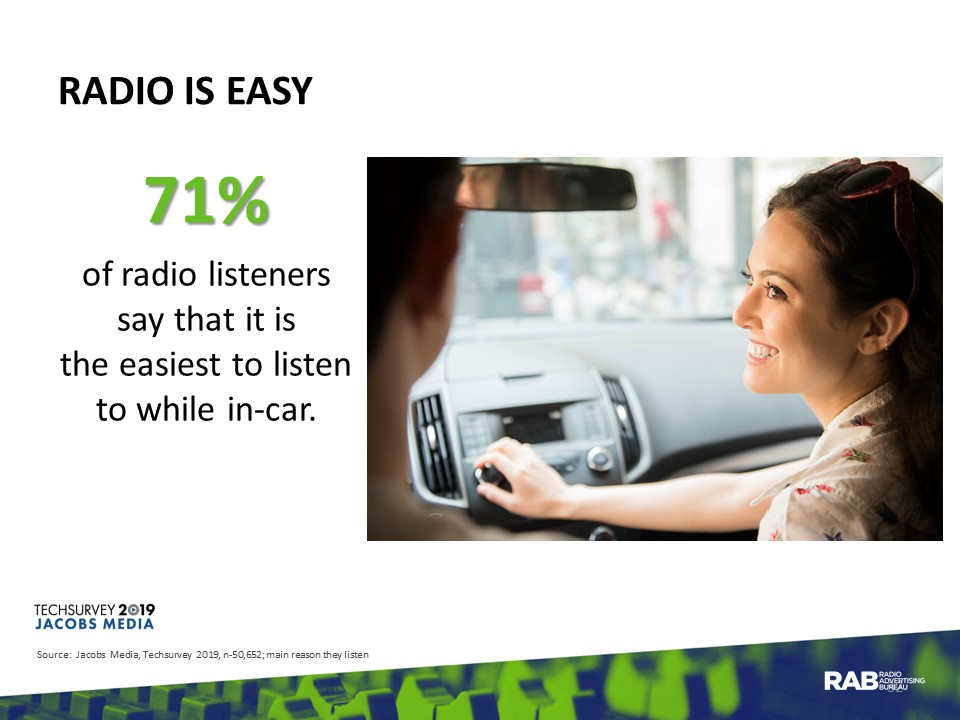 RADIO IS EASY
71%
of radio listeners
say that it is
the easiest to listen
to while in-car.
TECHSURVEY 2019
JACOBS MEDIA
Source: Jacobs Media, Techsurvey 2019, n-50,652; main reason they listen
RAB RADIO
ADVERTISING
BUREAU